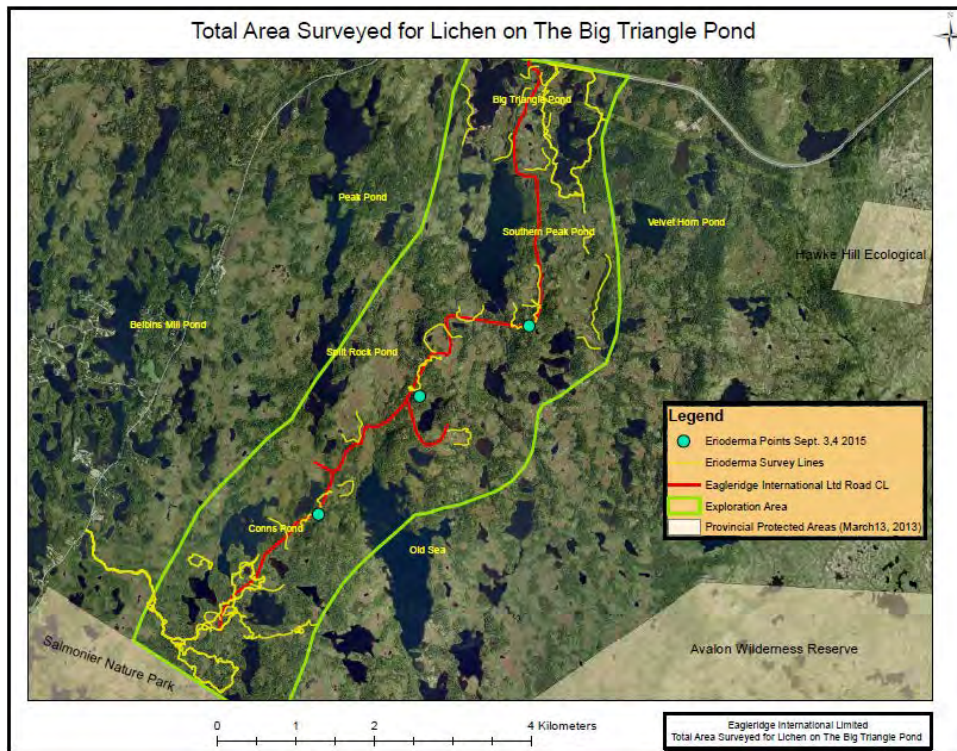 Total Area Surveyed for Lichen on The Big Triangle Pond
Big Triangle Pond
Peak Pond
Velvet Horn Pond
Southern Peak Pond
Hawke Hill Ecological
Belbins Mill Pond
Split Rock Pond
Legend
Erioderma Points Sept. 3,4 2015
Erioderma Survey Lines
Eagleridge International Ltd Road CL
Exploration Area
Provincial Protected Areas (March13, 2013)
Conns Pond
Old Sea
Salmonier Nature Park
Avalon Wilderness Reserve
0 1 2 4 Kilometers
Eagleridge International Limited
Total Area Surveyed for Lichen on The Big Triangle Pond